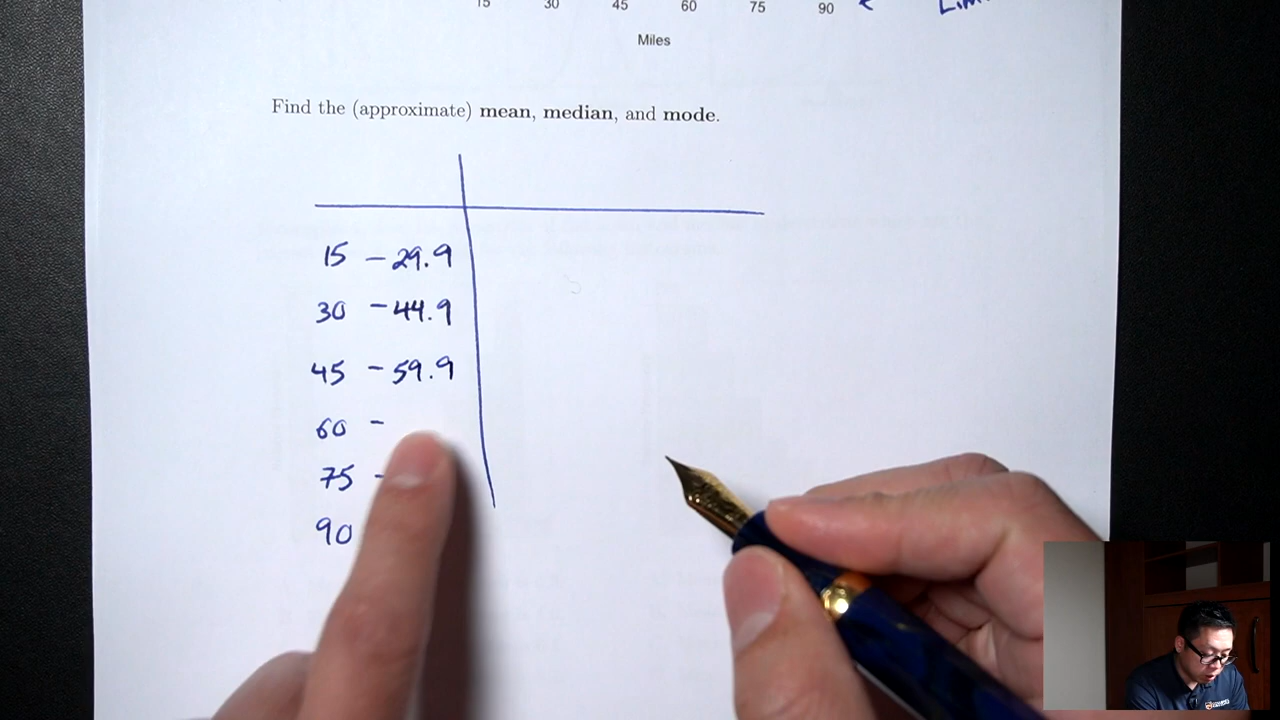 15 30 45 60 75 90
Miles
Find the (approximate) mean, median, and mode.
15 – 29.9
30 – 44.9
45 – 59.9
60 –
75 -
90